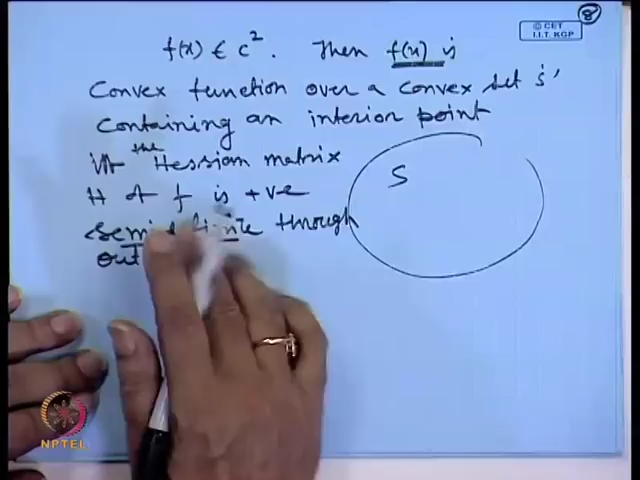 8
© CET
I.I.T. KGP
f(x) ∈ c². Then f(x) is
Convex function over a convex set s'
containing an interior point
iff the Hessian matrix
H of f is +ve
S
through
out
NPTEL